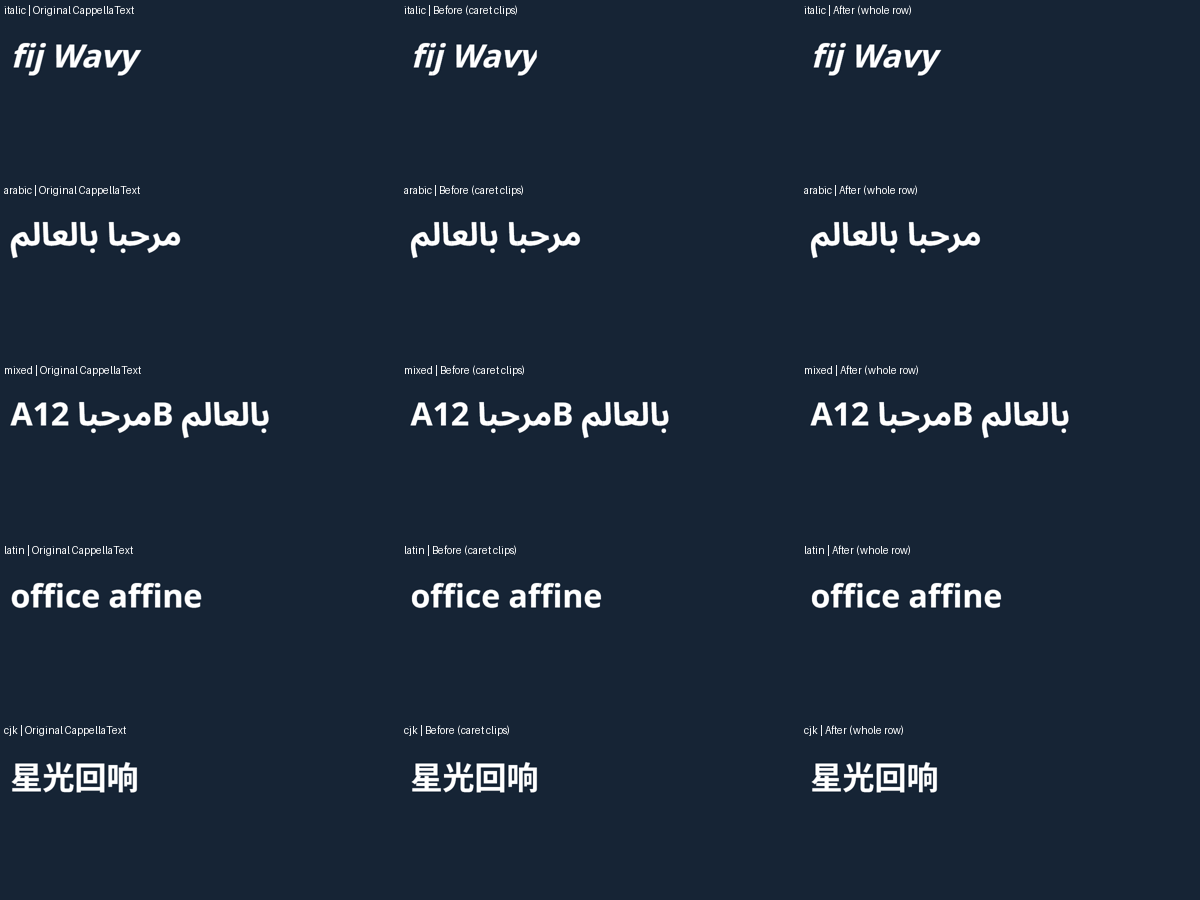 italic | Original CappellaText
italic | Before (caret clips)
italic | After (whole row)
fij Wavy
fij Wavy
fij Wavy
arabic | Original CappellaText
arabic | Before (caret clips)
arabic | After (whole row)
مرحبا بالعالم
مرحبا بالعالم
مرحبا بالعالم
mixed | Original CappellaText
mixed | Before (caret clips)
mixed | After (whole row)
A12 مرحباB بالعالم
A12 مرحباB بالعالم
A12 مرحباB بالعالم
latin | Original CappellaText
latin | Before (caret clips)
latin | After (whole row)
office affine
office affine
office affine
cjk | Original CappellaText
cjk | Before (caret clips)
cjk | After (whole row)
星光回响
星光回响
星光回响